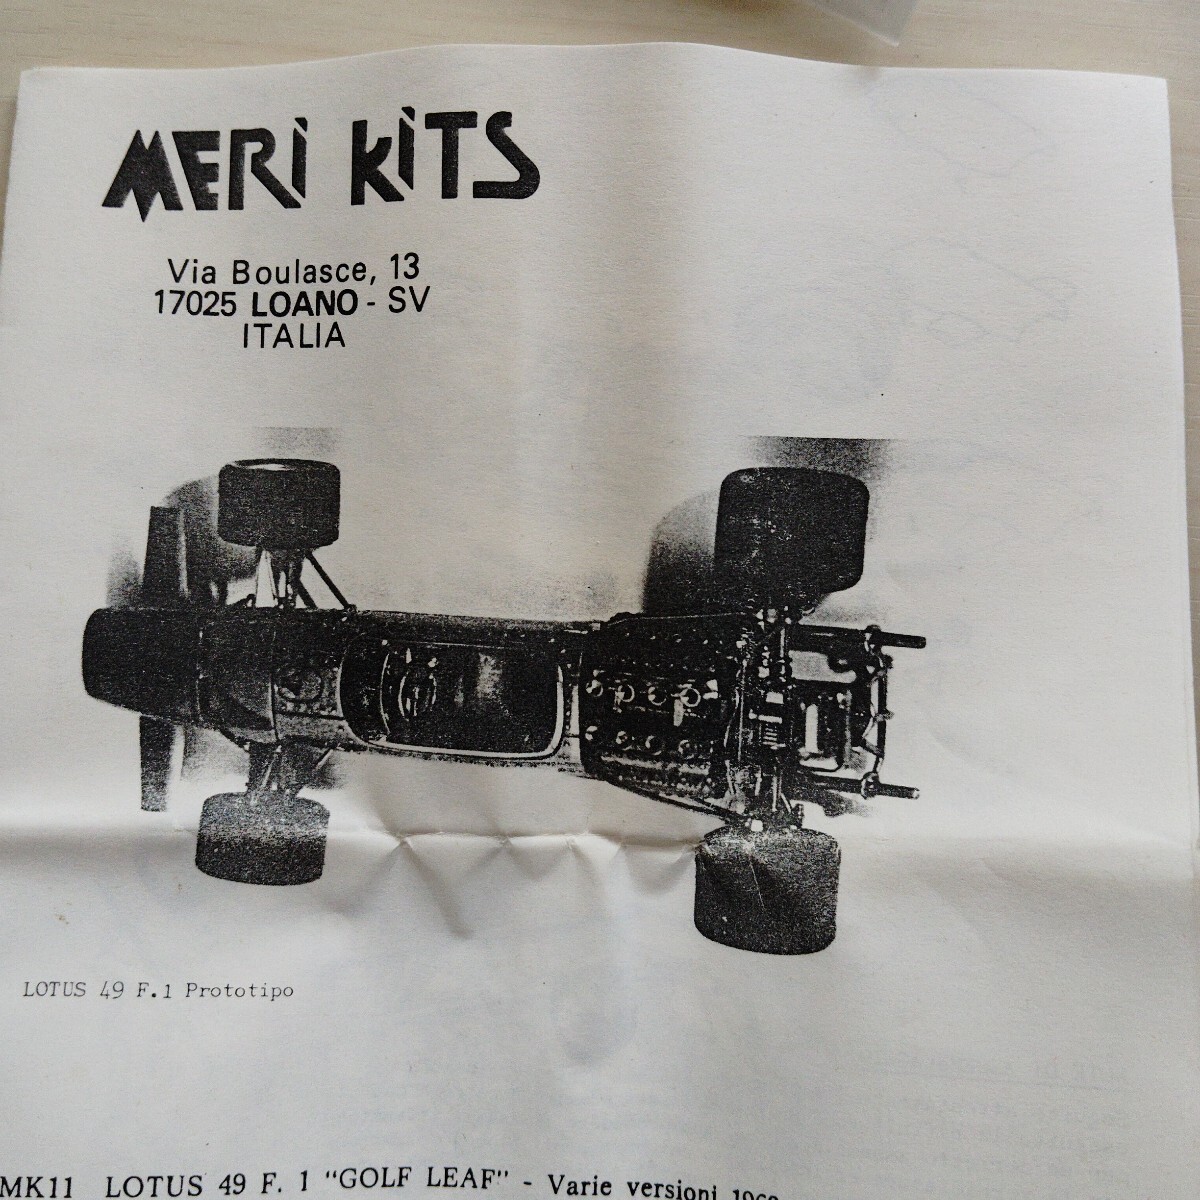 MERI KITS
Via Boulasce, 13
17025 LOANO - SV
ITALIA
LOTUS 49 F.1 Prototipo
MK11 LOTUS 49 F. 1 "GOLF LEAF" - Varie versioni